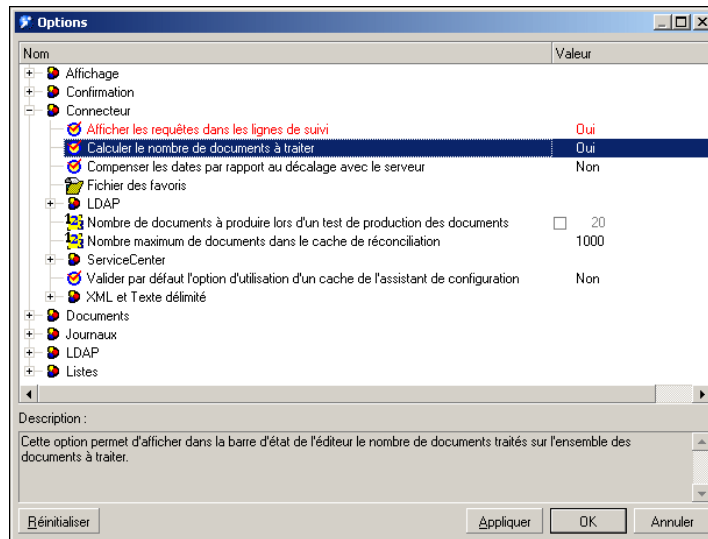 Options
Nom Valeur
Affichage
Confirmation
Connecteur
Afficher les requêtes dans les lignes de suivi Oui
Calculer le nombre de documents à traiter Oui
Compenser les dates par rapport au décalage avec le serveur Non
Fichier des favoris
LDAP
Nombre de documents à produire lors d'un test de production des documents 20
Nombre maximum de documents dans le cache de réconciliation 1000
ServiceCenter
Valider par défaut l'option d'utilisation d'un cache de l'assistant de configuration Non
XML et Texte délimité
Documents
Journaux
LDAP
Listes
Description :
Cette option permet d'afficher dans la barre d'état de l'éditeur le nombre de documents traités sur l'ensemble des
documents à traiter.
Réinitialiser Appliquer OK Annuler